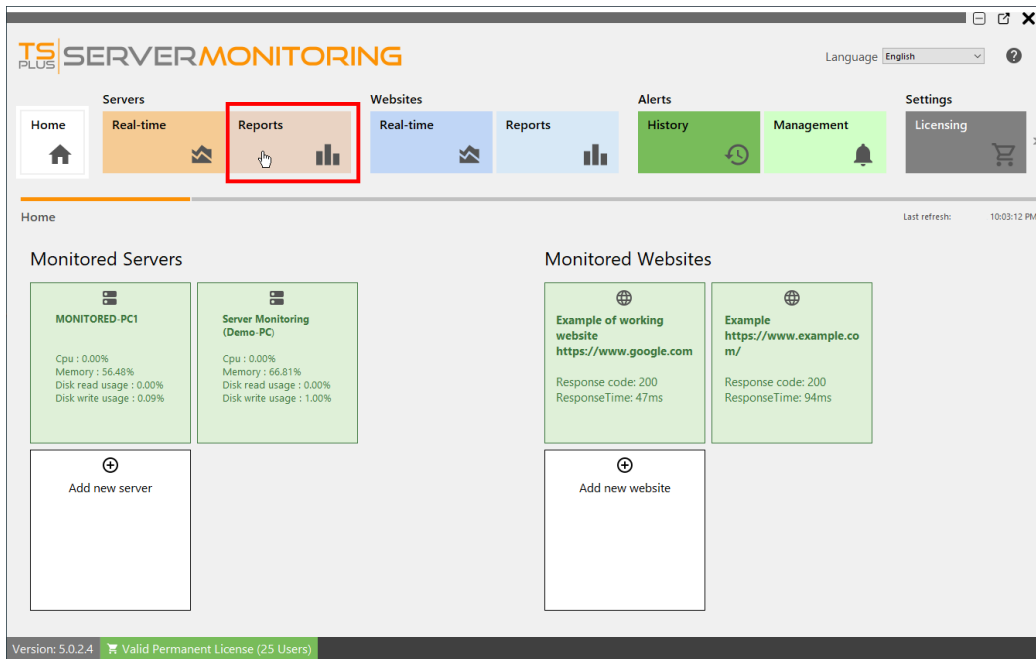 TS PLUS SERVERMONITORING
Language English
Servers
Websites
Alerts
Settings
Home
Real-time
Reports
Real-time
Reports
History
Management
Licensing
Home
Last refresh: 10:03:12 PM
Monitored Servers
Monitored Websites
MONITORED-PC1
Cpu : 0.00%
Memory : 56.48%
Disk read usage : 0.00%
Disk write usage : 0.09%
Server Monitoring
(Demo-PC)
Cpu : 0.00%
Memory : 66.81%
Disk read usage : 0.00%
Disk write usage : 1.00%
Example of working
website
https://www.google.com
Response code: 200
ResponseTime: 47ms
Example
https://www.example.co
m/
Response code: 200
ResponseTime: 94ms
Add new server
Add new website
Version: 5.0.2.4
Valid Permanent License (25 Users)